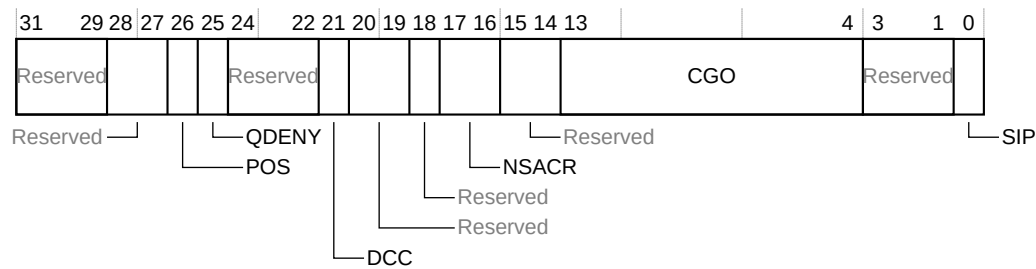 31 29 28 27 26 25 24 22 21 20 19 18 17 16 15 14 13 4 3 1 0
Reserved Reserved CGO Reserved
Reserved QDENY Reserved SIP
POS NSACR
Reserved
Reserved
DCC